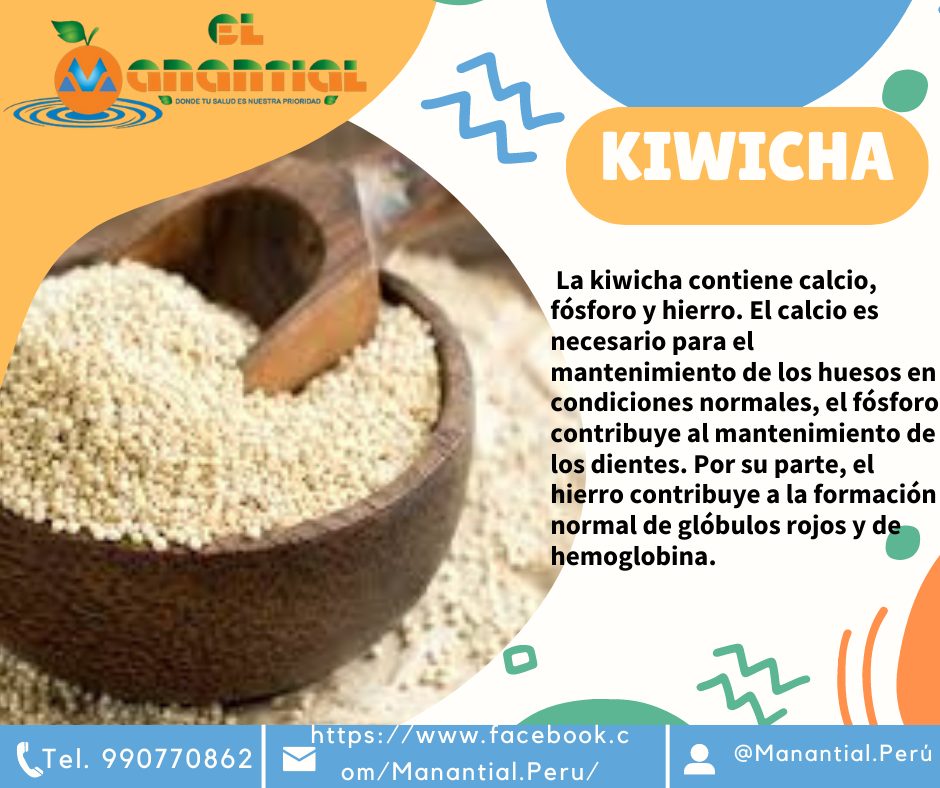 EL
MANANTIAL
DONDE TU SALUD ES NUESTRA PRIORIDAD
KIWICHA
La kiwicha contiene calcio,
fósforo y hierro. El calcio es
necesario para el
mantenimiento de los huesos en
condiciones normales, el fósforo
contribuye al mantenimiento de
los dientes. Por su parte, el
hierro contribuye a la formación
normal de glóbulos rojos y de
hemoglobina.
Tel. 990770862
https://www.facebook.c
om/Manantial.Peru/
@Manantial.Perú